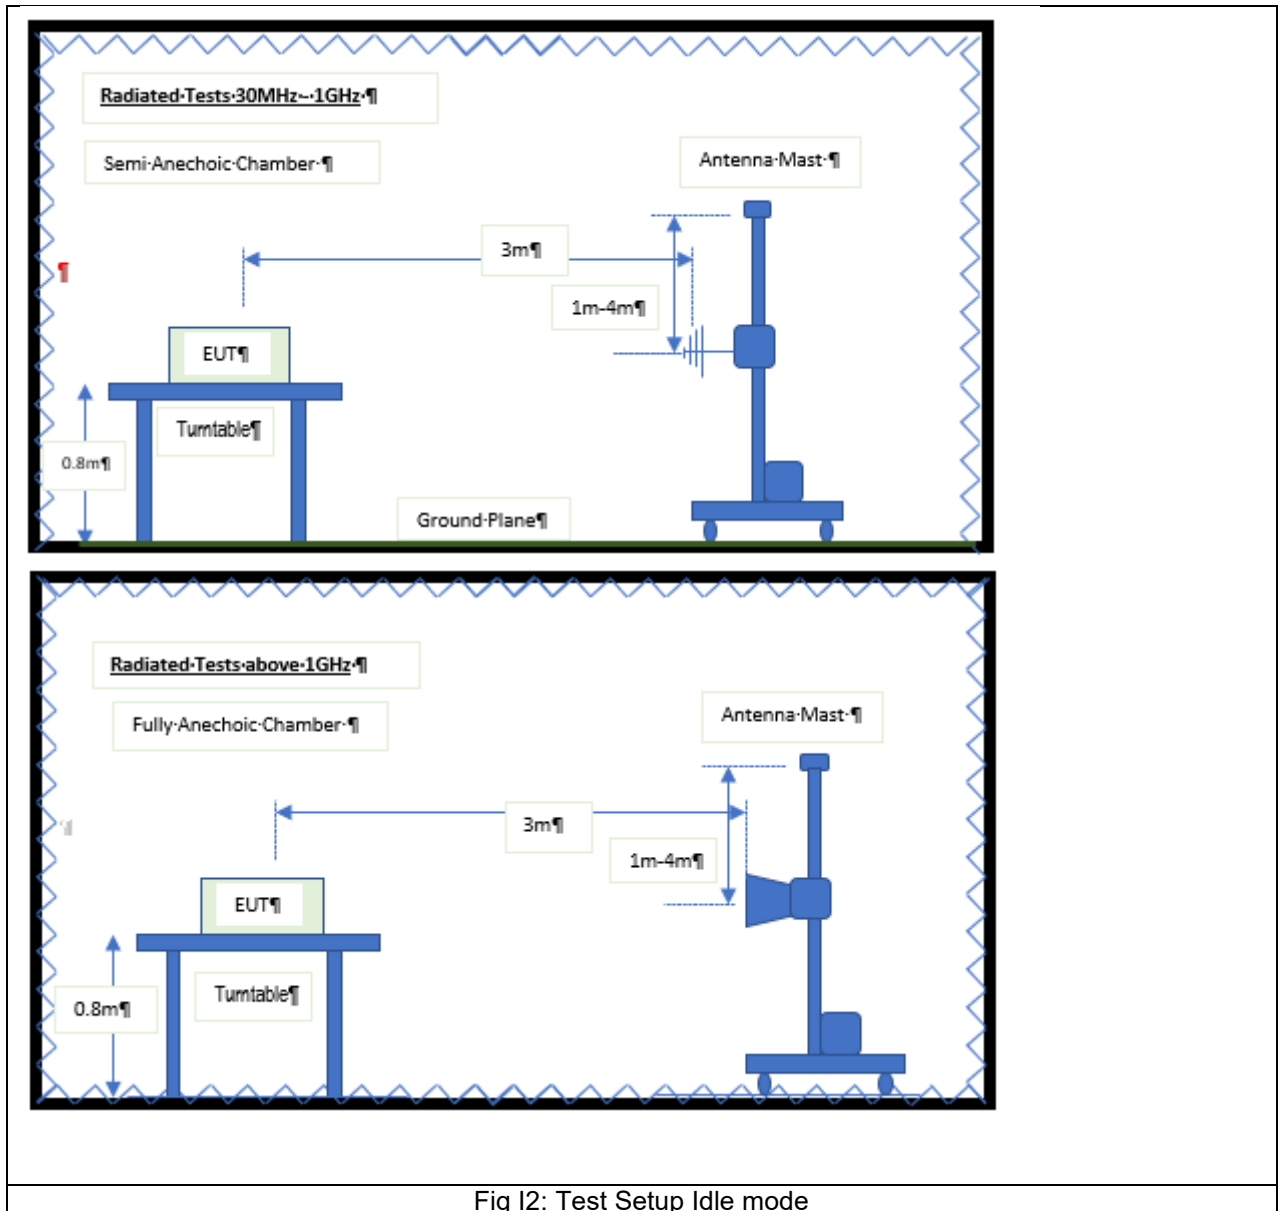 Radiated·Tests·30MHz·–·1GHz·¶
Semi·Anechoic·Chamber·¶
Antenna·Mast·¶
3m¶
¶
1m-4m¶
EUT¶
Turntable¶
0.8m¶
Ground·Plane¶
Radiated·Tests·above·1GHz·¶
Fully·Anechoic·Chamber·¶
Antenna·Mast·¶
3m¶
¶
1m-4m¶
EUT¶
Turntable¶
0.8m¶
Fig I2: Test Setup Idle mode